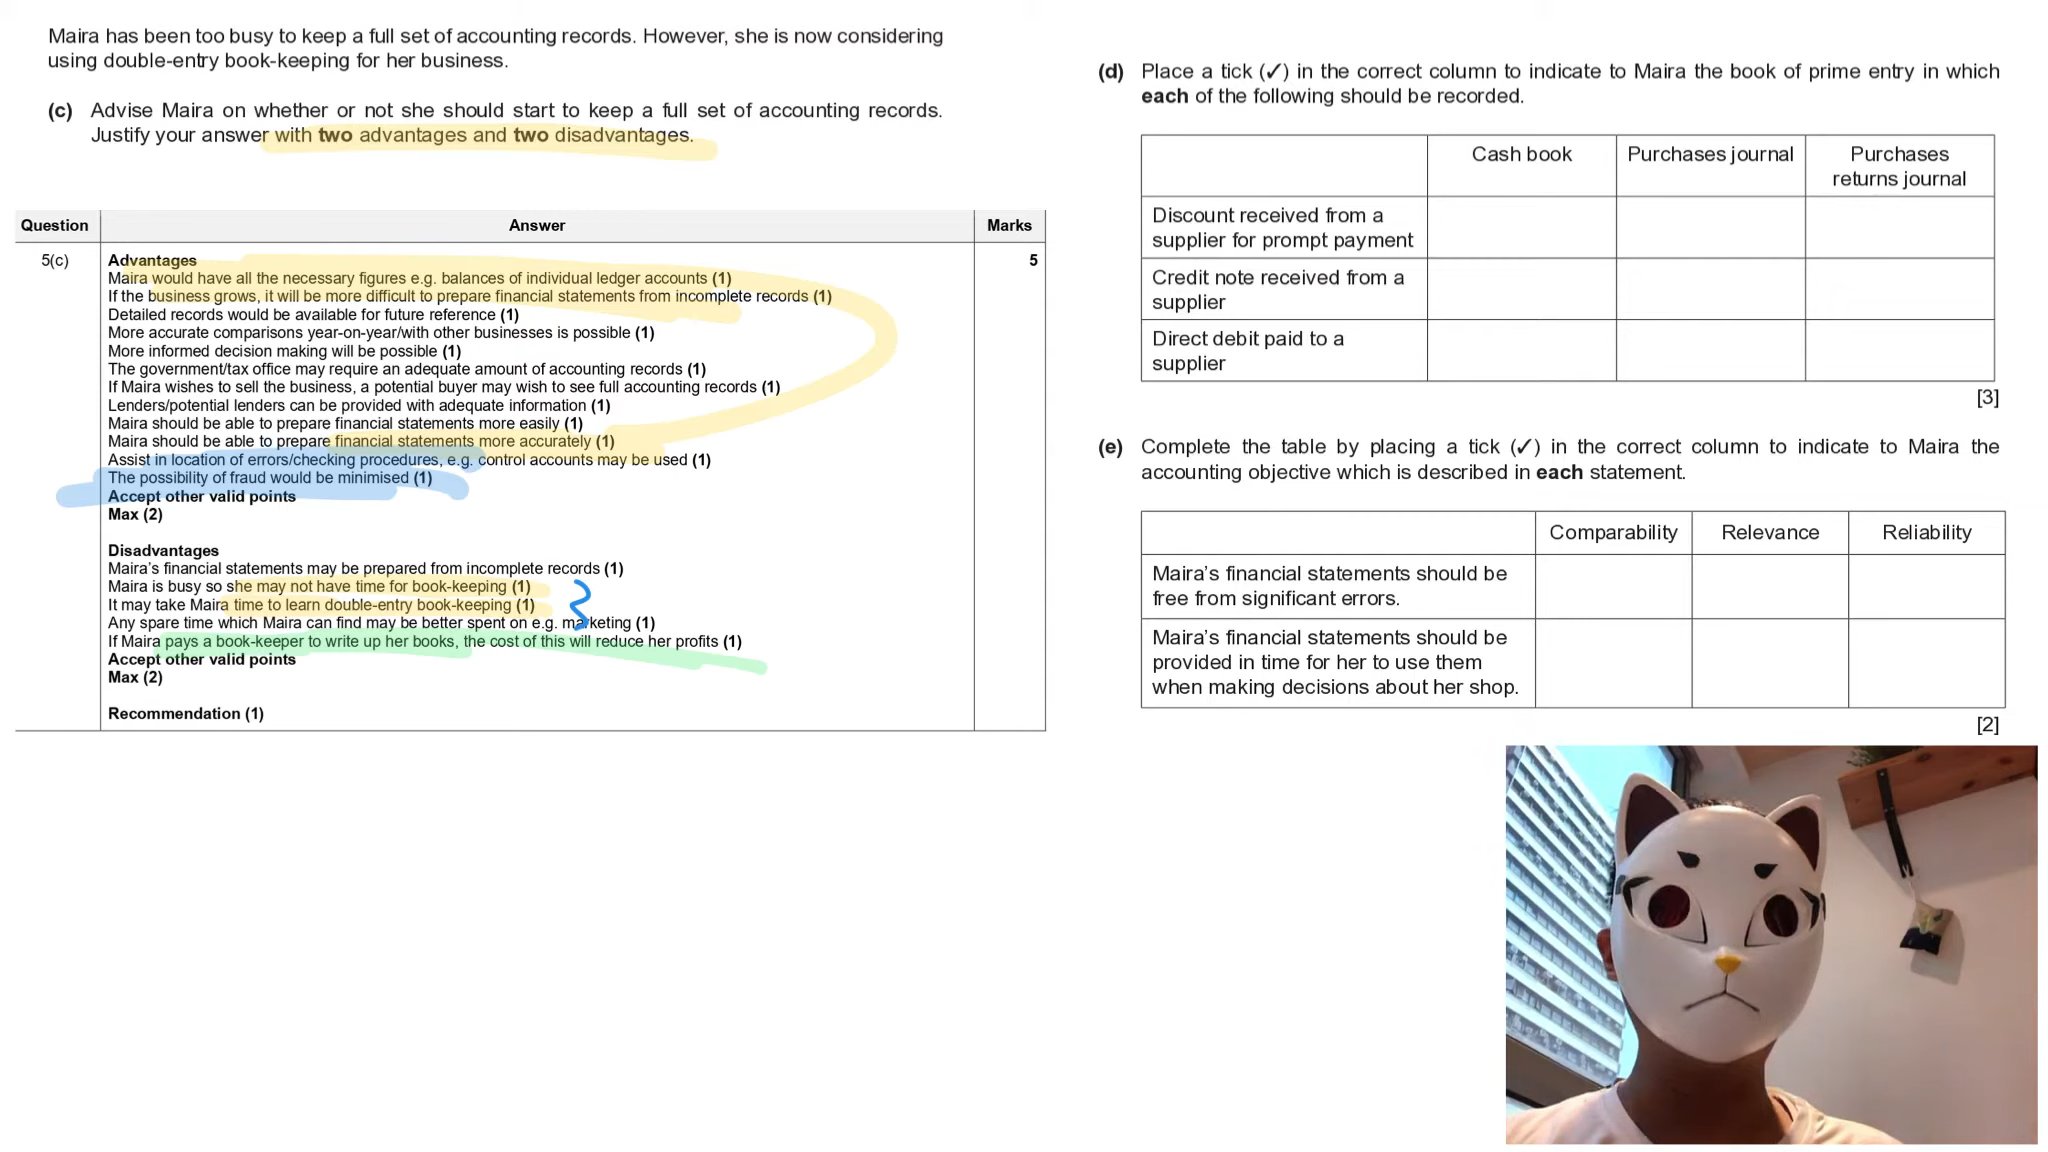 Maira has been too busy to keep a full set of accounting records. However, she is now considering
using double-entry book-keeping for her business.
(c) Advise Maira on whether or not she should start to keep a full set of accounting records.
Justify your answer with two advantages and two disadvantages.
Question Answer Marks
5(c) Advantages 5
Maira would have all the necessary figures e.g. balances of individual ledger accounts (1)
If the business grows, it will be more difficult to prepare financial statements from incomplete records (1)
Detailed records would be available for future reference (1)
More accurate comparisons year-on-year/with other businesses is possible (1)
More informed decision making will be possible (1)
The government/tax office may require an adequate amount of accounting records (1)
If Maira wishes to sell the business, a potential buyer may wish to see full accounting records (1)
Lenders/potential lenders can be provided with adequate information (1)
Maira should be able to prepare financial statements more easily (1)
Maira should be able to prepare financial statements more accurately (1)
Assist in location of errors/checking procedures, e.g. control accounts may be used (1)
The possibility of fraud would be minimised (1)
Accept other valid points
Max (2)
Disadvantages
Maira's financial statements may be prepared from incomplete records (1)
Maira is busy so she may not have time for book-keeping (1)
It may take Maira time to learn double-entry book-keeping (1)
Any spare time which Maira can find may be better spent on e.g. marketing (1)
If Maira pays a book-keeper to write up her books, the cost of this will reduce her profits (1)
Accept other valid points
Max (2)
Recommendation (1)
(d) Place a tick (✓) in the correct column to indicate to Maira the book of prime entry in which
each of the following should be recorded.
Cash book Purchases journal Purchases
returns journal
Discount received from a
supplier for prompt payment
Credit note received from a
supplier
Direct debit paid to a
supplier
[3]
(e) Complete the table by placing a tick (✓) in the correct column to indicate to Maira the
accounting objective which is described in each statement.
Comparability Relevance Reliability
Maira's financial statements should be
free from significant errors.
Maira's financial statements should be
provided in time for her to use them
when making decisions about her shop.
[2]